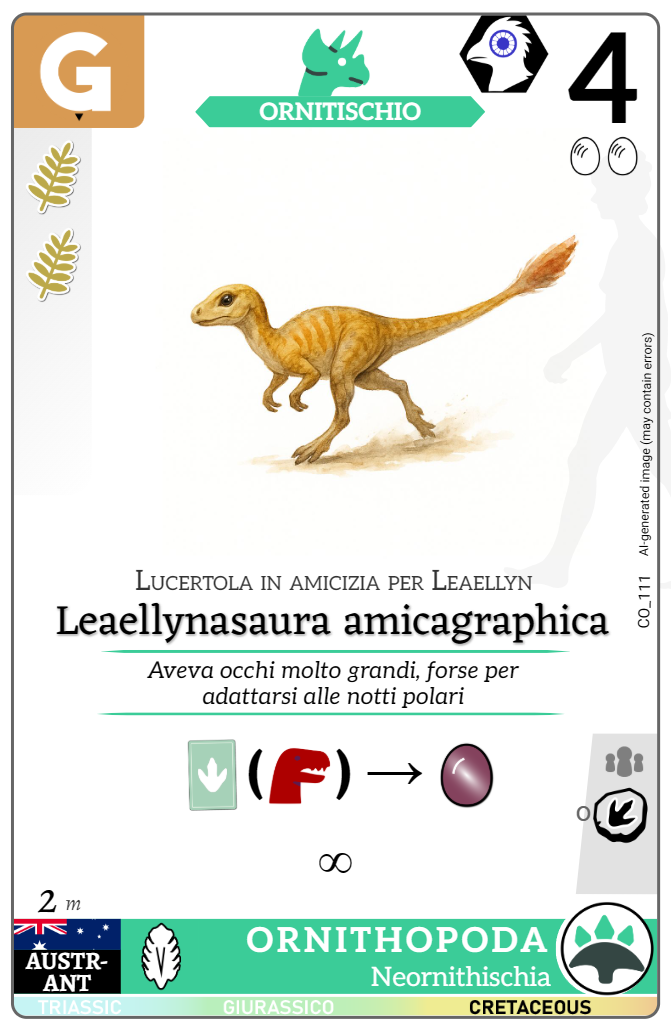 G
ORNITISCHIO
4
AI-generated image (may contain errors)
CO_111
Lucertola in amicizia per Leaellyn
Leaellynasaura amicagraphica
Aveva occhi molto grandi, forse per
adattarsi alle notti polari
( ) →
o
∞
2 m
AUSTR-
ANT
ORNITHOPODA
Neornithischia
TRIASSIC GIURASSICO CRETACEOUS